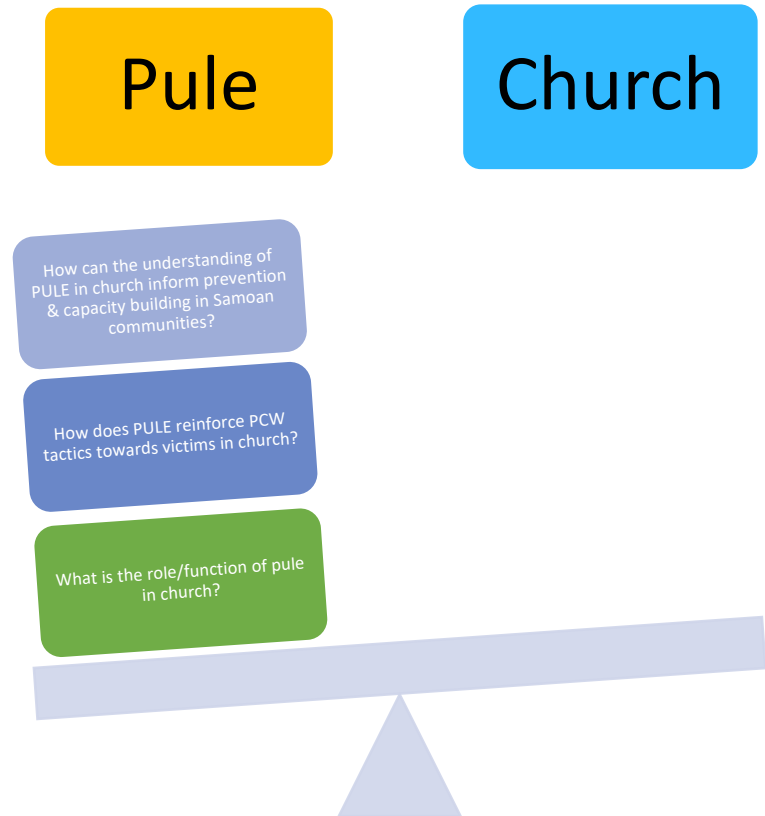 Pule
Church
How can the understanding of
PULE in church inform prevention
& capacity building in Samoan
communities?
How does PULE reinforce PCW
tactics towards victims in church?
What is the role/function of pule
in church?